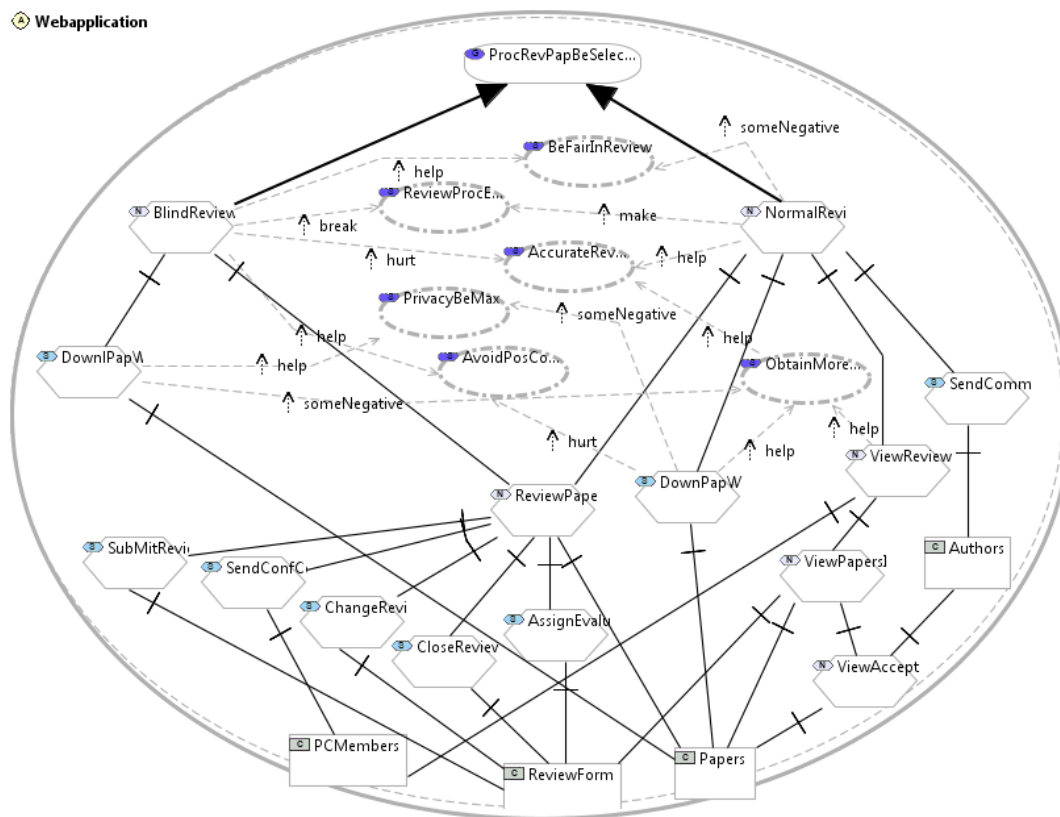 A Webapplication
G ProcRevPapBeSelec...
someNegative
S BeFairInReview
help
S ReviewProcE...
N BlindReview
break
make
N NormalRevi
hurt
S AccurateRev...
help
S PrivacyBeMax
someNegative
help
help
S DownlPapW
help
S AvoidPosCo...
S ObtainMore...
S SendComm
someNegative
hurt
help
help
N ViewReview
N ReviewPape
S DownPapW
S SubMitRevi
S SendConfC
N ViewPapersI
C Authors
S ChangeRevi
S AssignEvalu
S CloseReviev
N ViewAccept
C PCMembers
C ReviewForm
C Papers